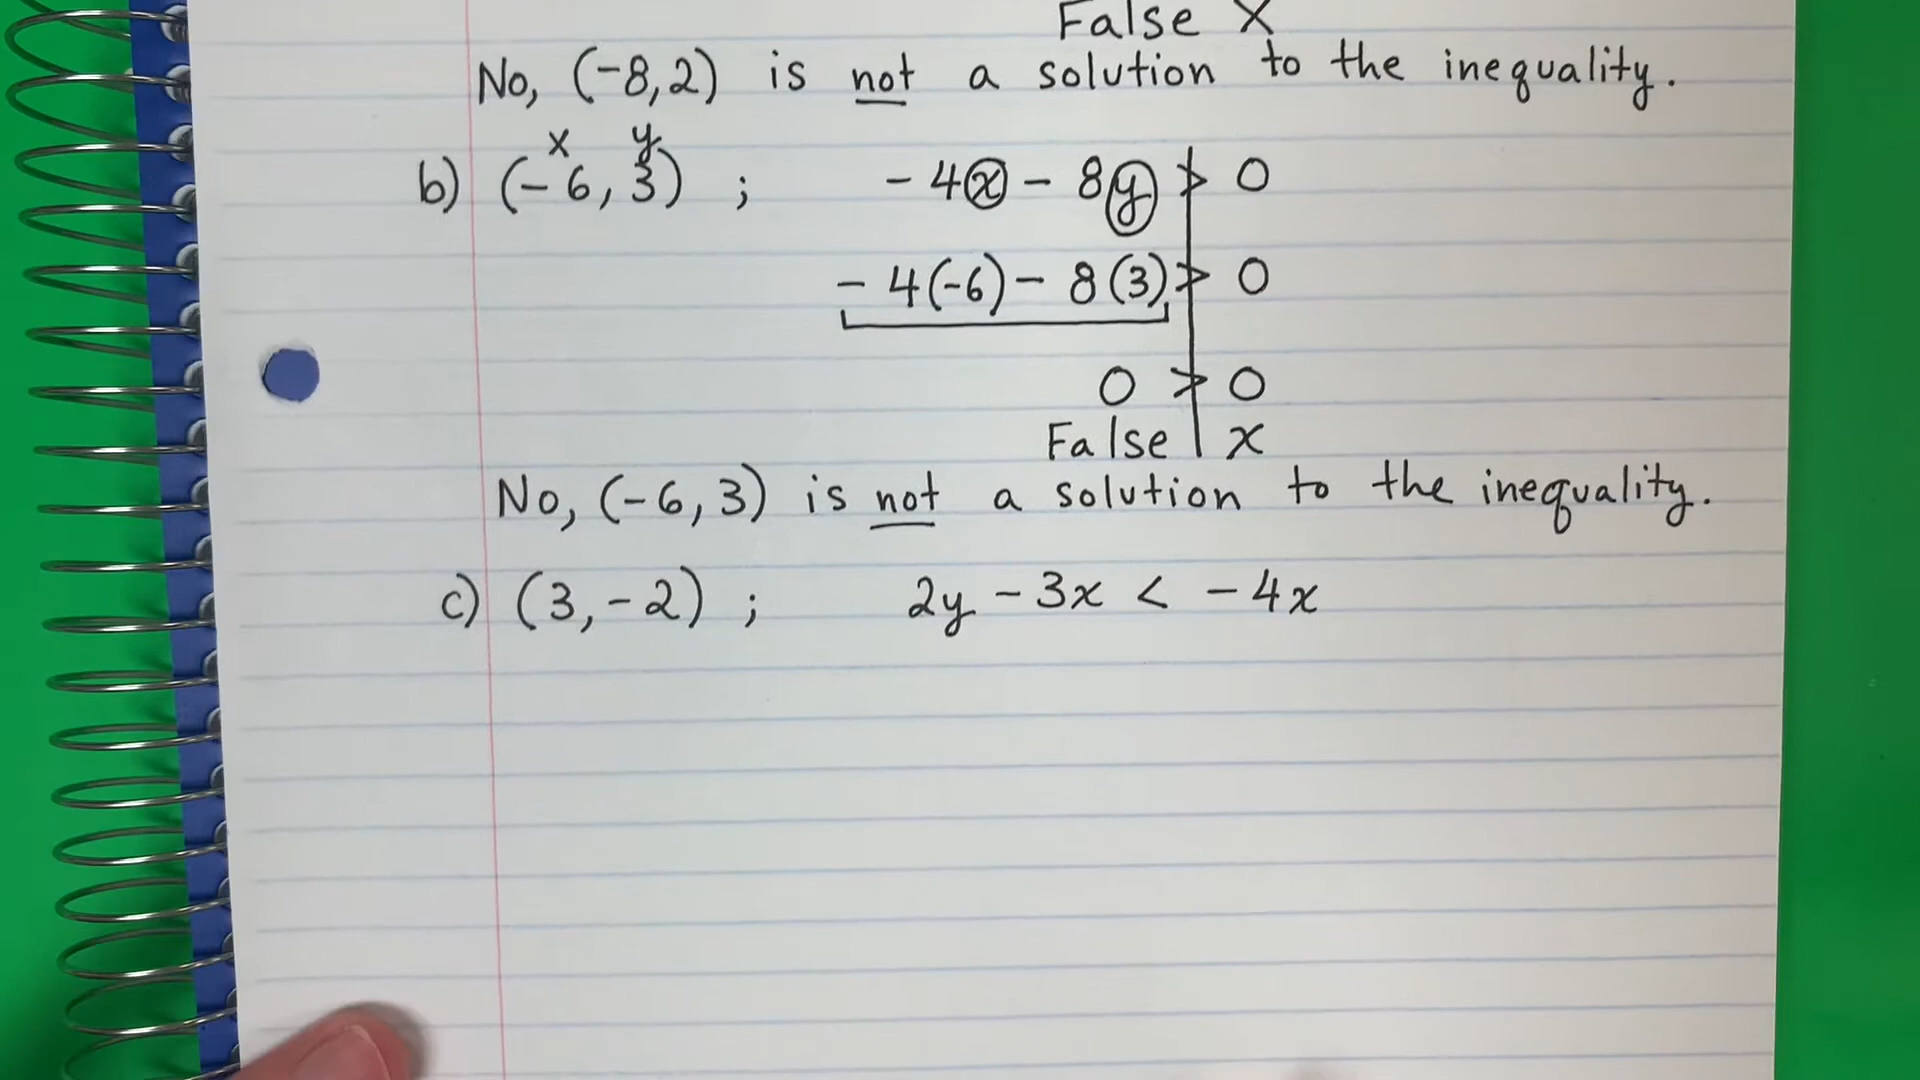 False X
No, (-8,2) is not a solution to the inequality.
x y
b) (-6, 3) ; - 4x - 8y > 0
- 4(-6) - 8(3) > 0
0 > 0
False x
No, (-6, 3) is not a solution to the inequality.
c) (3, -2) ; 2y - 3x < - 4x